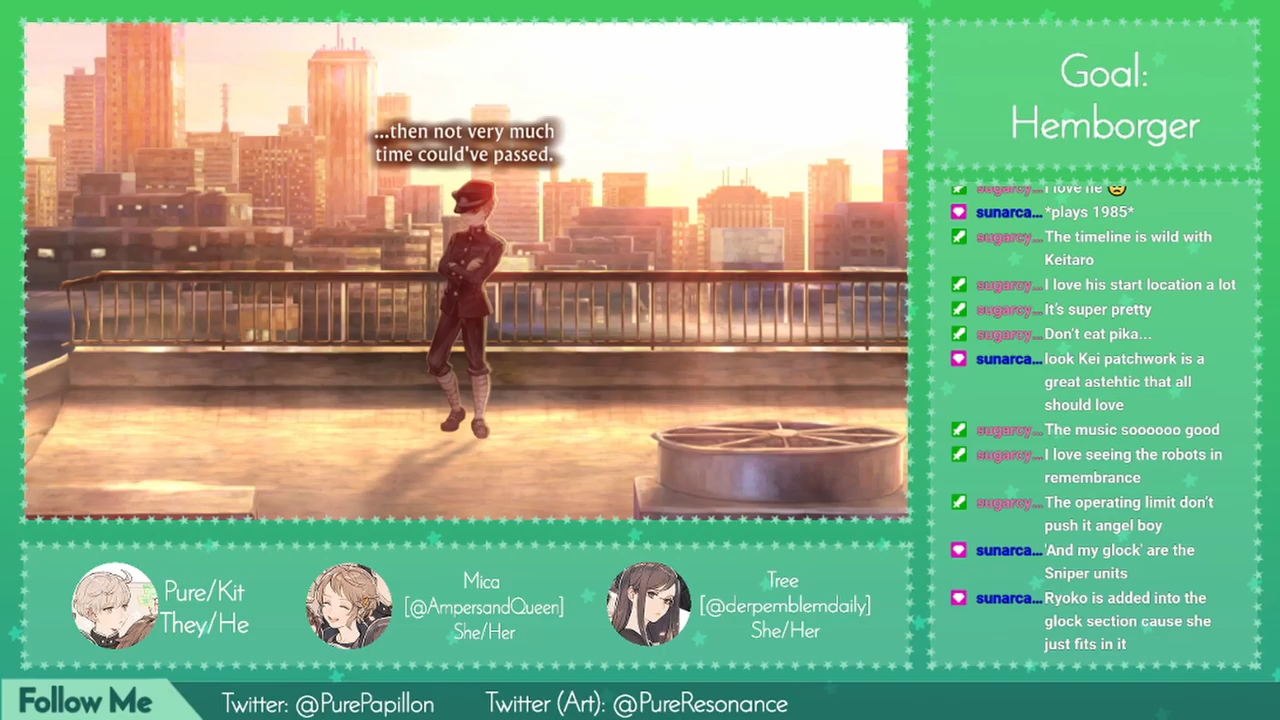 ...then not very much
time could've passed.
Goal:
Hemborger
sugarcy... I love he
sunarca... *plays 1985*
sugarcy... The timeline is wild with
Keitaro
sugarcy... I love his start location a lot
sugarcy... It's super pretty
sugarcy... Don't eat pika...
sunarca... look Kei patchwork is a
great astehtic that all
should love
sugarcy... The music soooooo good
sugarcy... I love seeing the robots in
remembrance
sugarcy... The operating limit don't
push it angel boy
sunarca... 'And my glock' are the
Sniper units
sunarca... Ryoko is added into the
glock section cause she
just fits in it
Pure/Kit
They/He
Mica
[@AmpersandQueen]
She/Her
Tree
[@derpemblemdaily]
She/Her
Follow Me
Twitter: @PurePapillon
Twitter (Art): @PureResonance